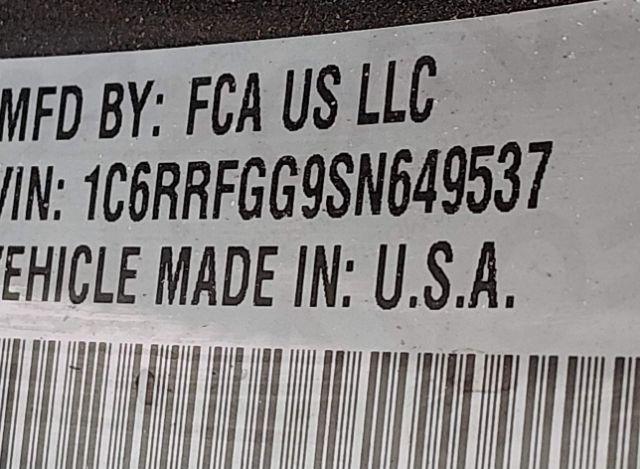 MFD BY: FCA US LLC
VIN: 1C6RRFGG9SN649537
VEHICLE MADE IN: U.S.A.